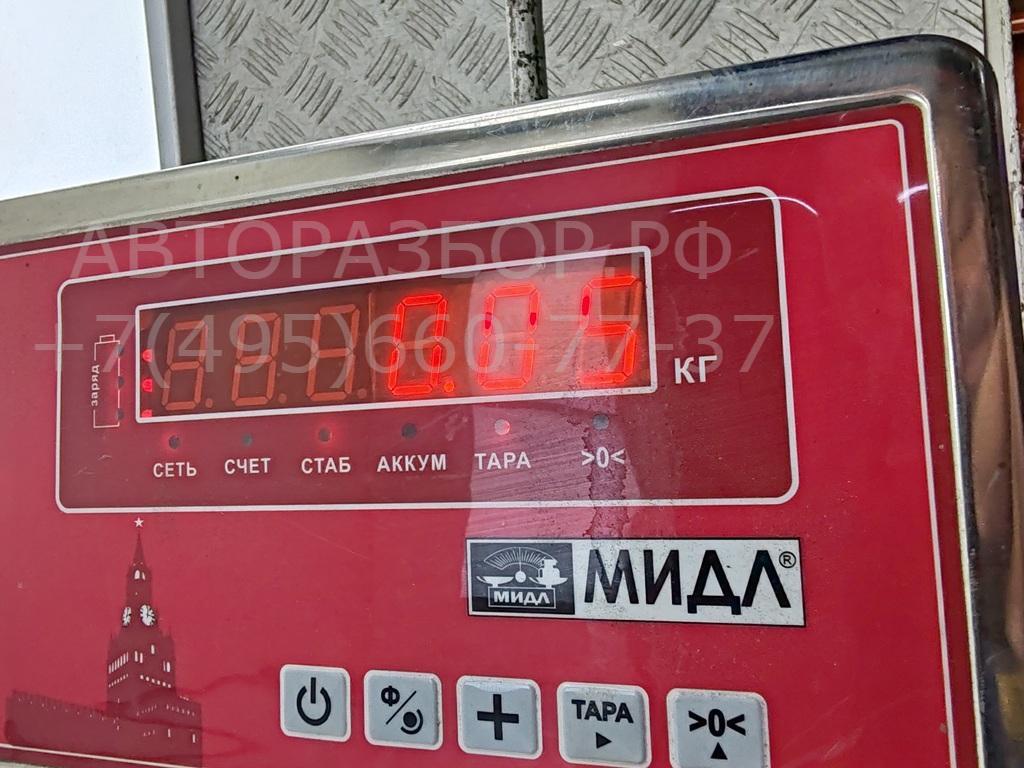 АВТОРАЗБОР.РФ
+7(495)660-77-37
0.05
кг
заряд
СЕТЬ СЧЕТ СТАБ АККУМ ТАРА >0<
МИДЛ МИДЛ®
Ф ТАРА >0<